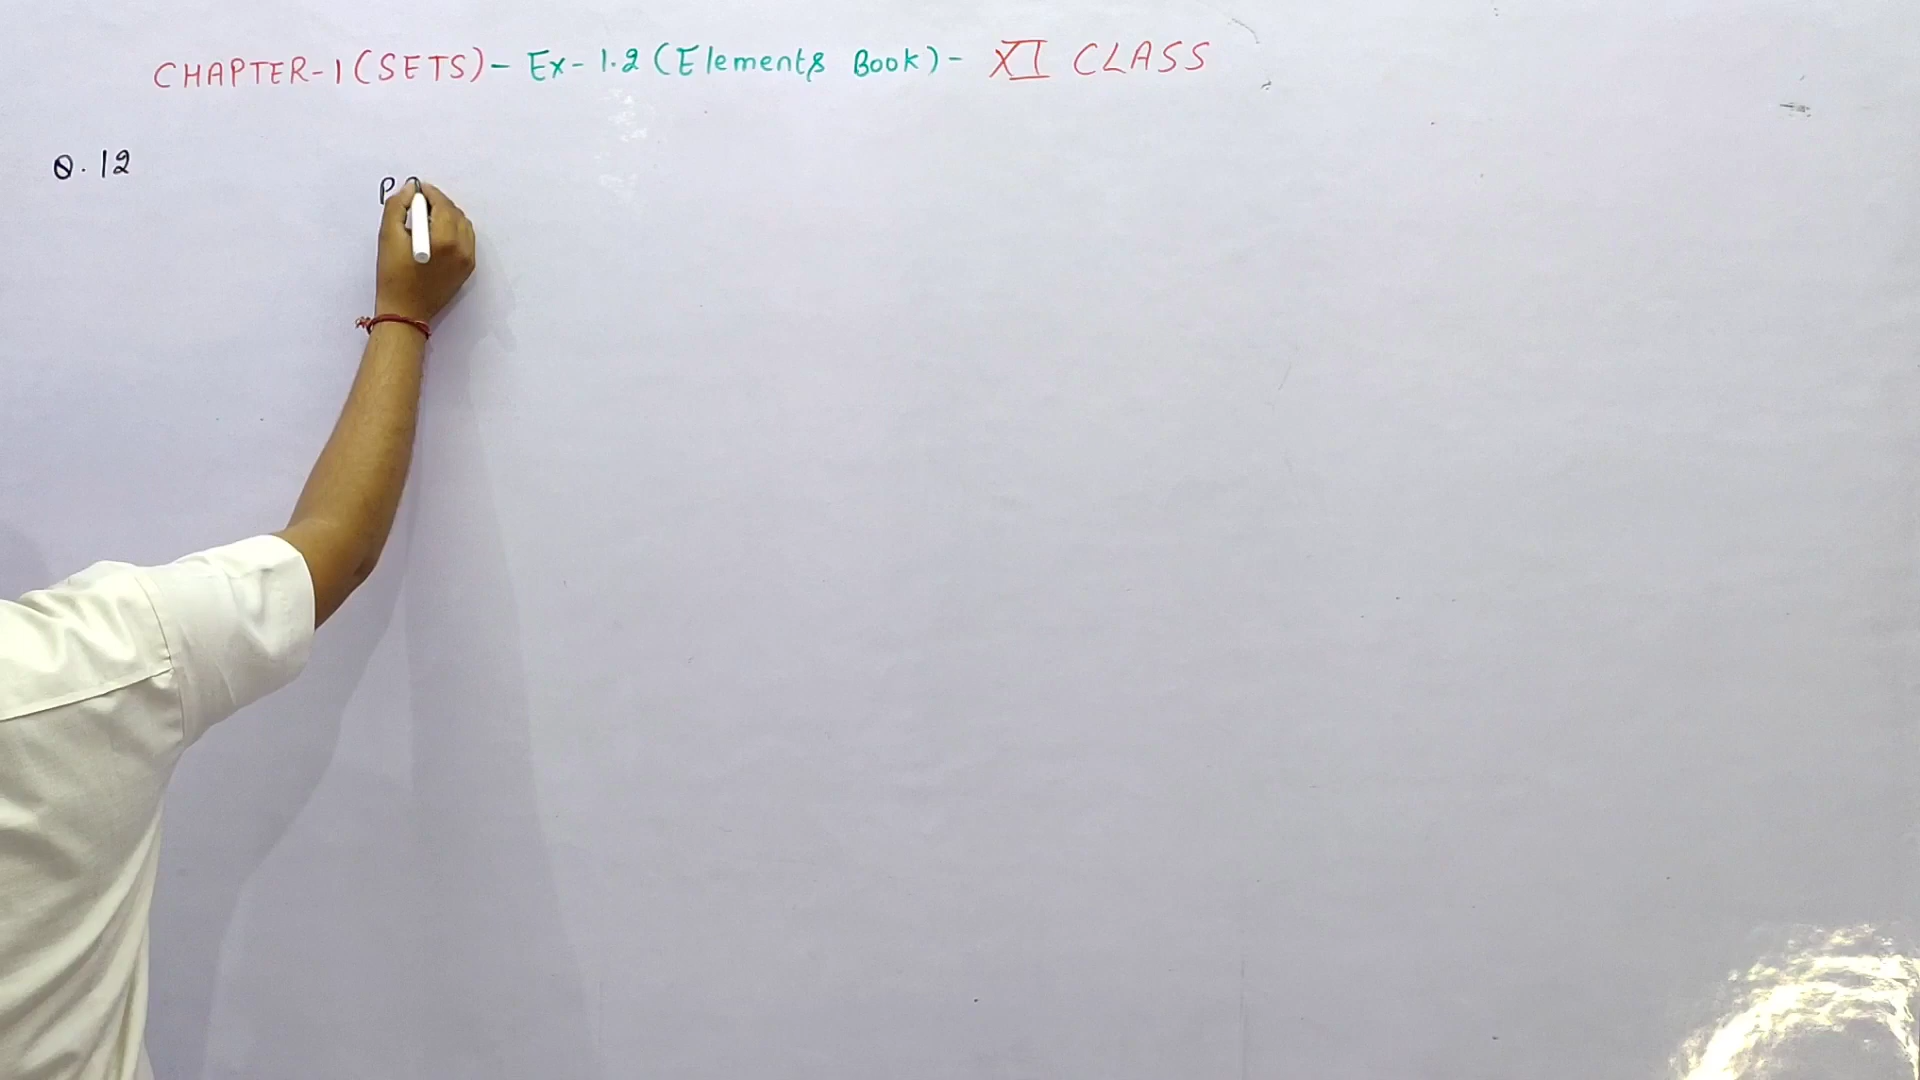 CHAPTER-1(SETS)- Ex-1.2 (Elements Book)- XI CLASS
Q.12
P